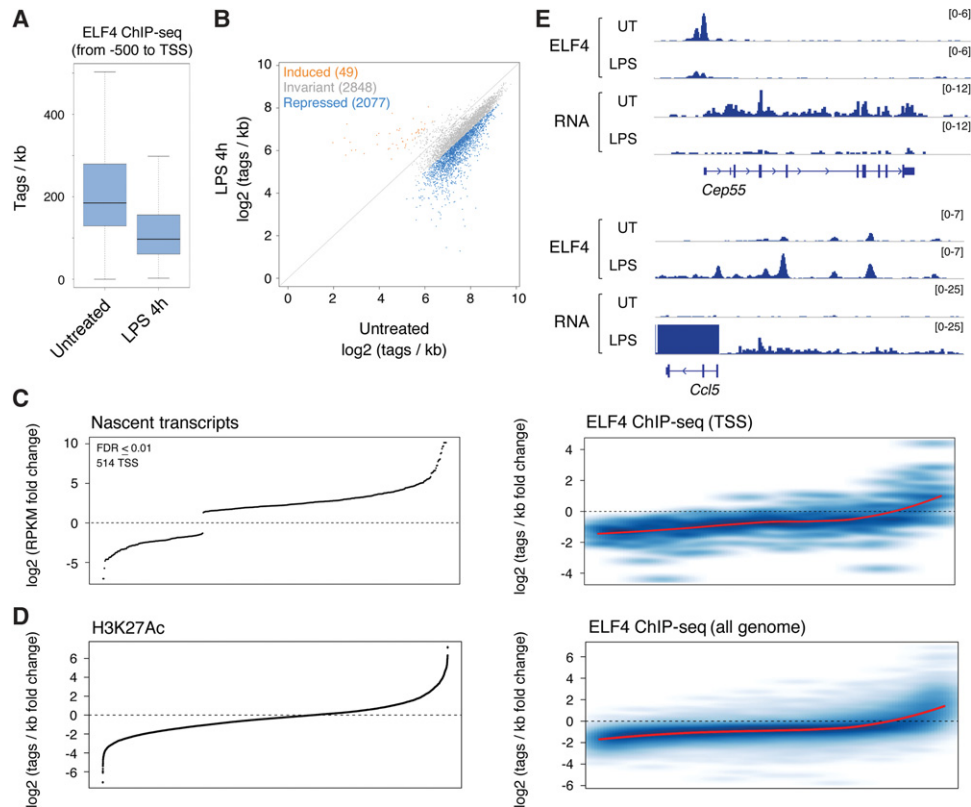 A
ELF4 ChIP-seq
(from -500 to TSS)
Tags / kb
400
200
0
Untreated
LPS 4h
B
Induced (49)
Invariant (2848)
Repressed (2077)
LPS 4h
log2 (tags / kb)
10
8
6
4
2
0
0 2 4 6 8 10
Untreated
log2 (tags / kb)
E
ELF4
UT
[0-6]
LPS
[0-6]
RNA
UT
[0-12]
LPS
[0-12]
Cep55
ELF4
UT
[0-7]
LPS
[0-7]
RNA
UT
[0-25]
LPS
[0-25]
Ccl5
C
Nascent transcripts
log2 (RPKM fold change)
FDR ≤ 0.01
514 TSS
10
5
0
-5
ELF4 ChIP-seq (TSS)
log2 (tags / kb fold change)
4
2
0
-2
-4
D
H3K27Ac
log2 (tags / kb fold change)
6
4
2
0
-2
-4
-6
ELF4 ChIP-seq (all genome)
log2 (tags / kb fold change)
6
4
2
0
-2
-4
-6